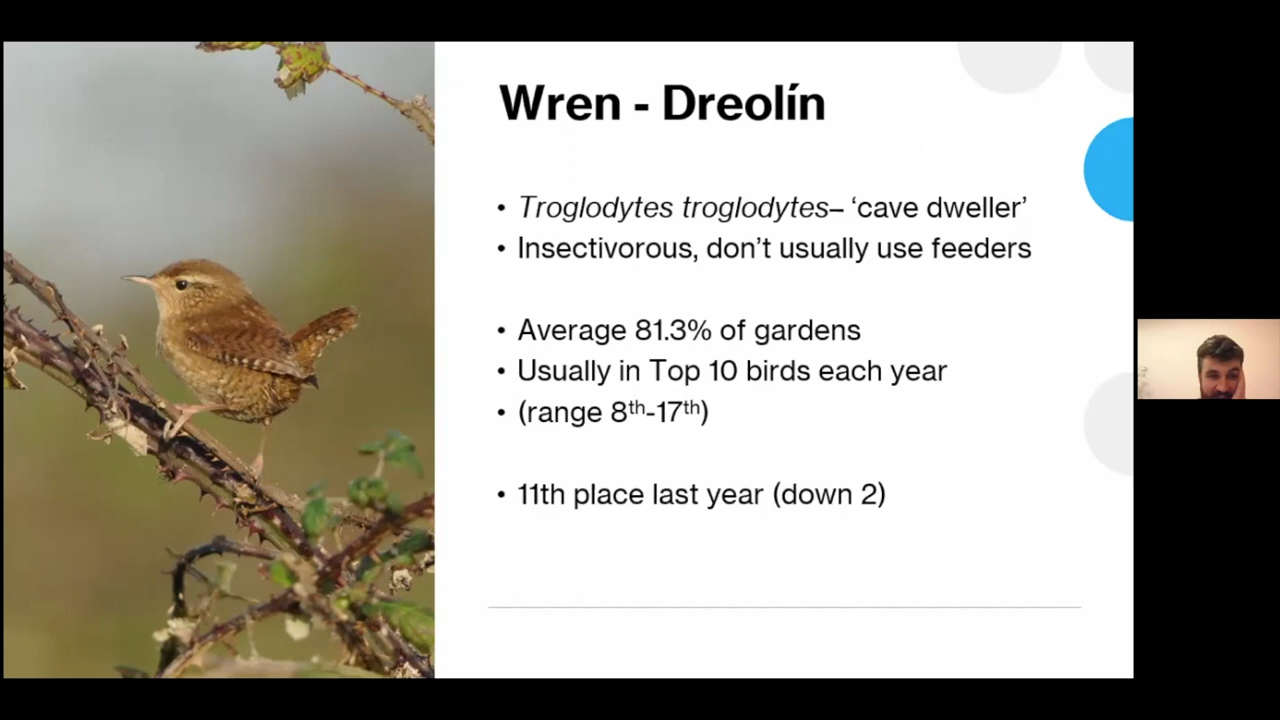 Wren - Dreolín
• Troglodytes troglodytes– ‘cave dweller’
• Insectivorous, don’t usually use feeders
• Average 81.3% of gardens
• Usually in Top 10 birds each year
• (range 8th-17th)
• 11th place last year (down 2)